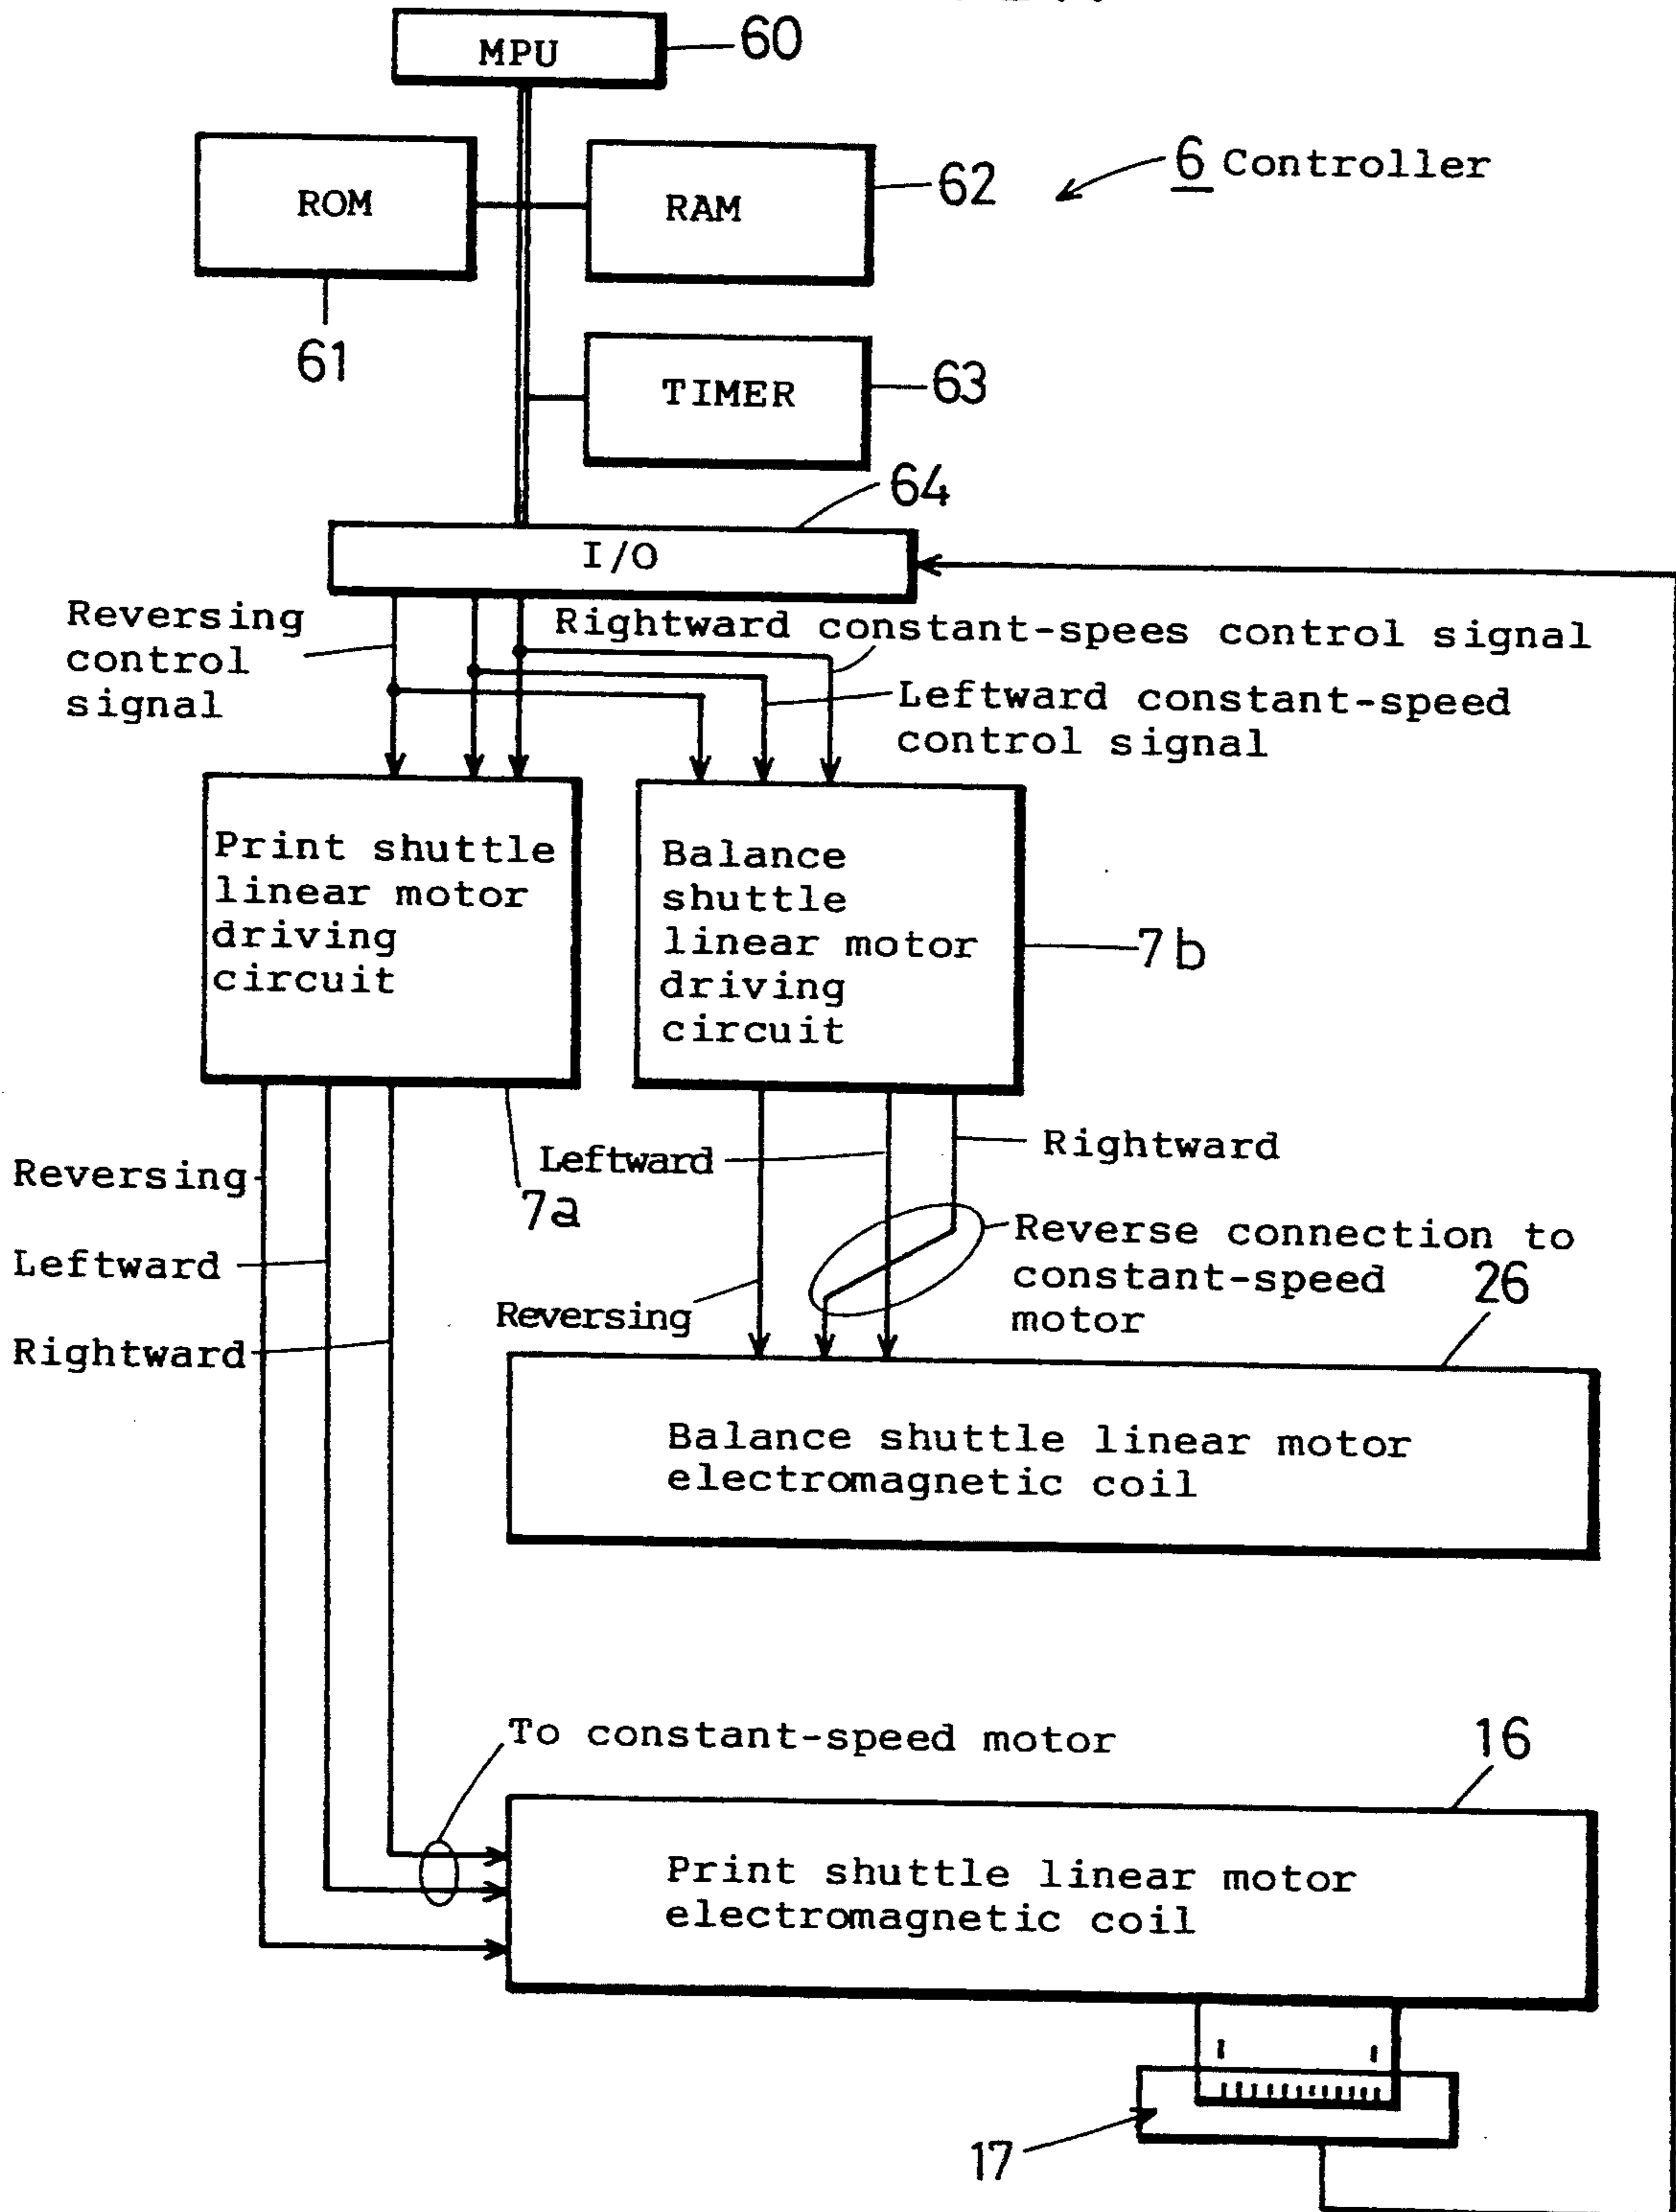 MPU
60
ROM
RAM
62
6 Controller
61
TIMER
63
64
I/O
Reversing
control
signal
Rightward constant-spees control signal
Leftward constant-speed
control signal
Print shuttle
linear motor
driving
circuit
Balance
shuttle
linear motor
driving
circuit
7b
Reversing
Leftward
Rightward
7a
Leftward
Rightward
Reversing
Reverse connection to
constant-speed
motor
26
Balance shuttle linear motor
electromagnetic coil
To constant-speed motor
16
Print shuttle linear motor
electromagnetic coil
17